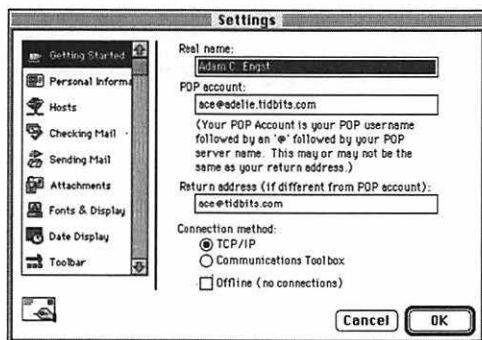 Settings
Getting Started
Personal Informa
Hosts
Checking Mail
Sending Mail
Attachments
Fonts & Display
Date Display
Toolbar
Real name:
Adam C. Engst
POP account:
ace@adelie.tidbits.com
(Your POP Account is your POP username
followed by an '@' followed by your POP
server name. This may or may not be the
same as your return address.)
Return address (if different from POP account):
ace@tidbits.com
Connection method:
TCP/IP
Communications Toolbox
Offline (no connections)
Cancel
OK